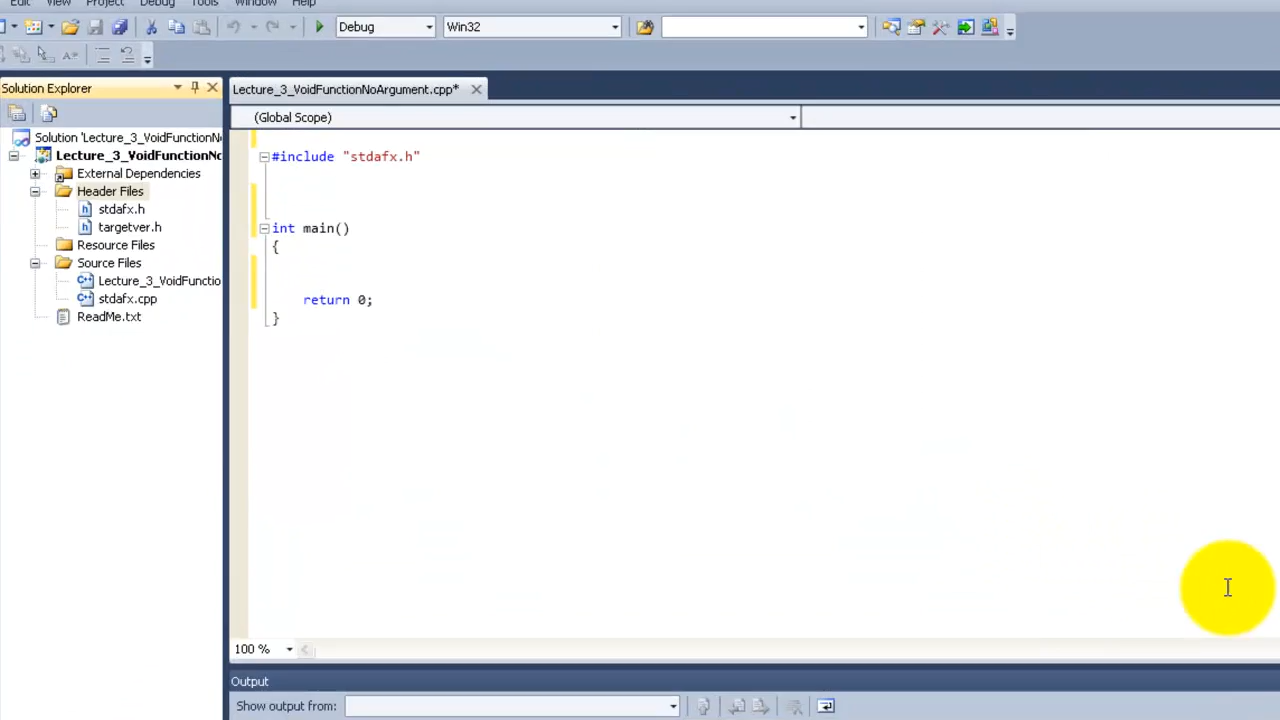 Edit View Project Debug Tools Window Help
Debug Win32
Solution Explorer
Lecture_3_VoidFunctionNoArgument.cpp*
(Global Scope)
Solution 'Lecture_3_VoidFunctionN
Lecture_3_VoidFunctionNo
External Dependencies
Header Files
stdafx.h
targetver.h
Resource Files
Source Files
Lecture_3_VoidFunctio
stdafx.cpp
ReadMe.txt
#include "stdafx.h"
int main()
{
return 0;
}
100 %
Output
Show output from: